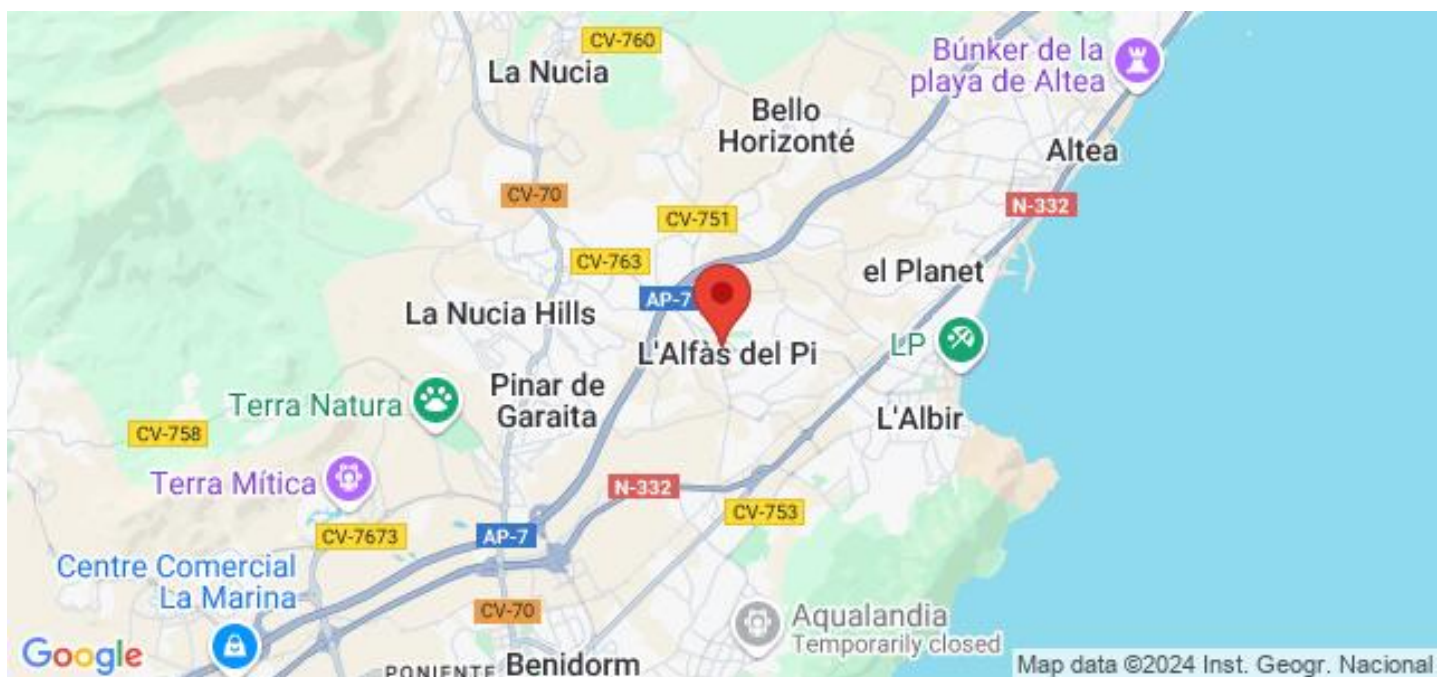 CV-760
La Nucia
Búnker de la
playa de Altea
Bello
Horizonté
Altea
CV-70
N-332
CV-751
CV-763
el Planet
AP-7
La Nucia Hills
L'Alfàs del Pi
LP
Pinar de
Garaita
Terra Natura
L'Albir
CV-758
Terra Mítica
N-332
CV-753
CV-7673
AP-7
Centre Comercial
La Marina
CV-70
Aqualandia
Temporarily closed
Google
PONIENTE
Benidorm
Map data ©2024 Inst. Geogr. Nacional